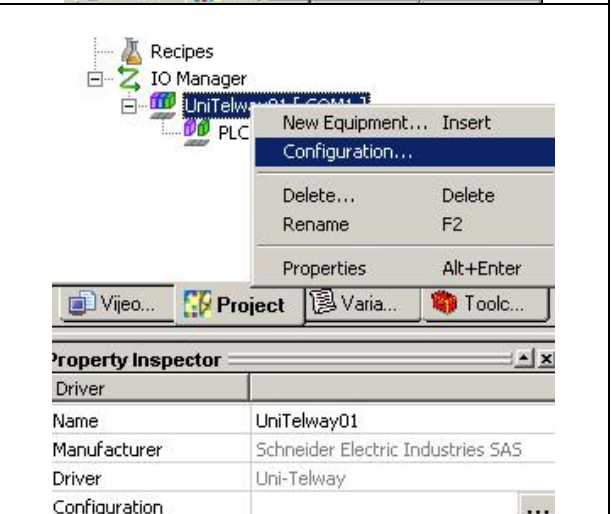 Recipes
IO Manager
UniTelway01 [ COM1 ]
PLC
New Equipment... Insert
Configuration...
Delete... Delete
Rename F2
Properties Alt+Enter
Vijeo... Project Varia... Toolc...
Property Inspector
Driver
Name UniTelway01
Manufacturer Schneider Electric Industries SAS
Driver Uni-Telway
Configuration ...